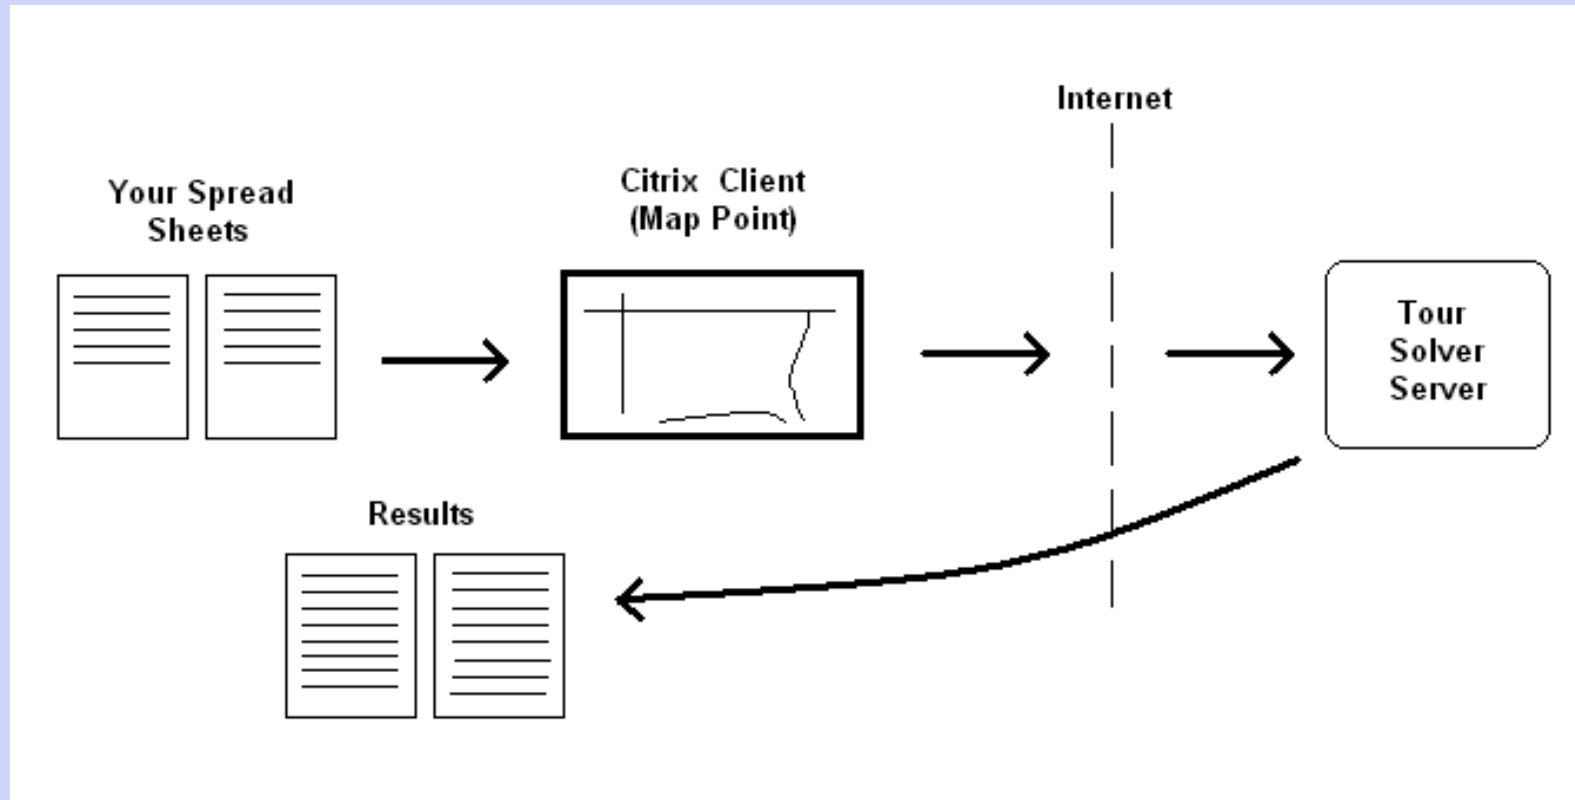 Internet
Your Spread
Sheets
Citrix Client
(Map Point)
Tour
Solver
Server
Results